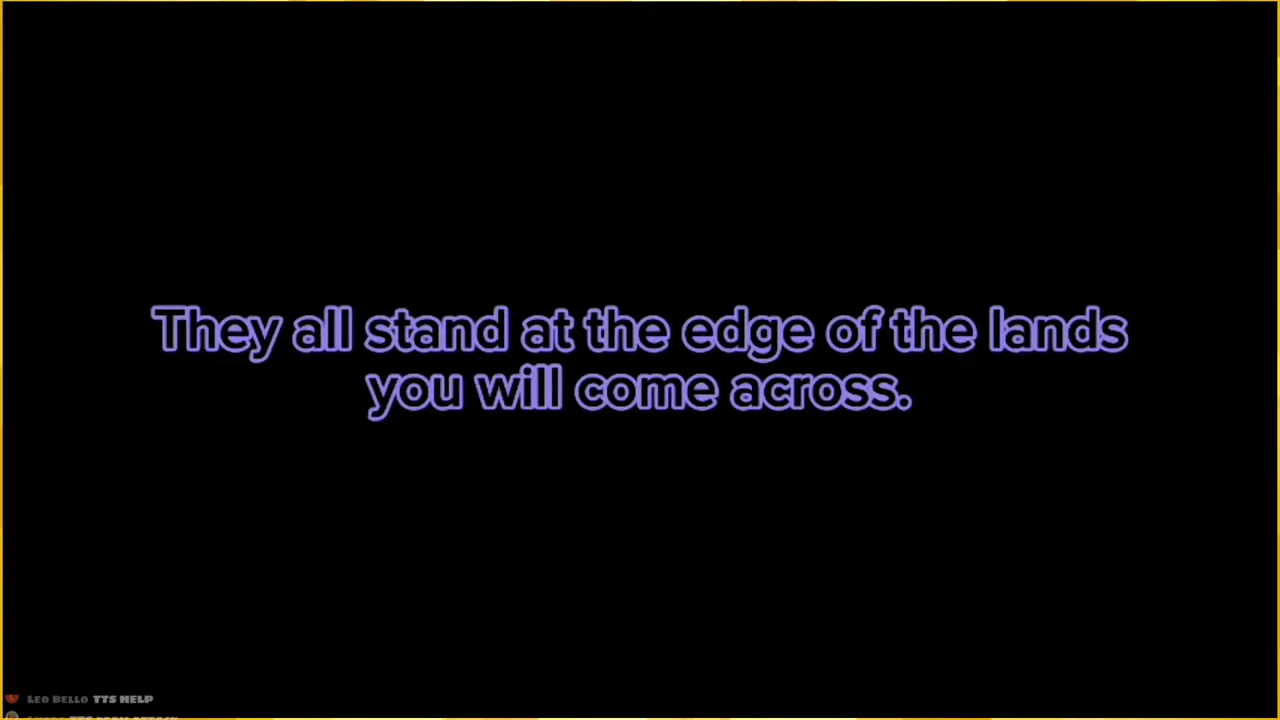 They all stand at the edge of the lands
you will come across.
LEO BELLO TTS HELP